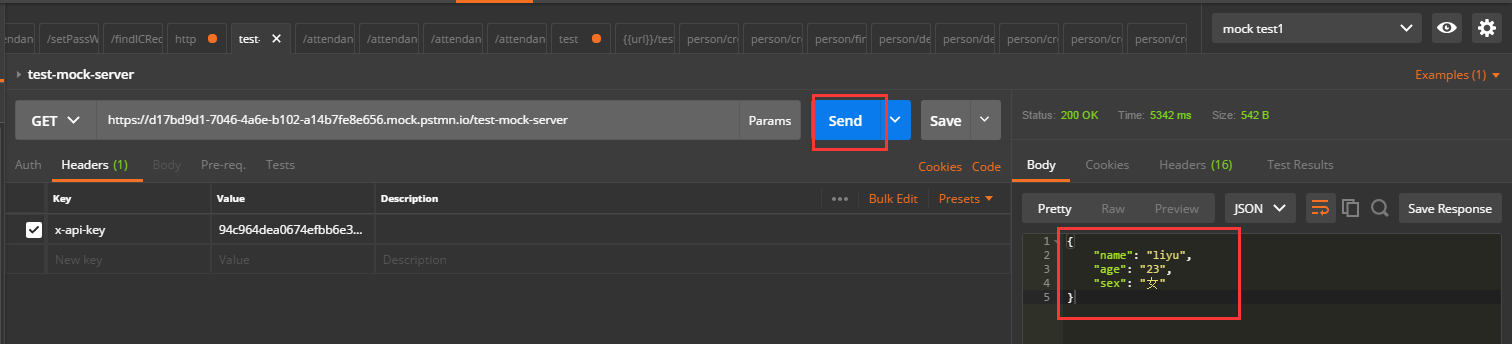 /setPassW
/findICRec
http
test-
/attendan
/attendan
/attendan
/attendan
test
{{url}}/tes
person/cre
person/cre
person/fin
person/de
person/de
person/cre
person/cre
person/cre
mock test1
test-mock-server
Examples (1)
GET
https://d17bd9d1-7046-4a6e-b102-a14b7fe8e656.mock.pstmn.io/test-mock-server
Params
Send
Save
Status: 200 OK Time: 5342 ms Size: 542 B
Auth Headers (1) Body Pre-req. Tests
Cookies Code
Body Cookies Headers (16) Test Results
Key Value Description
••• Bulk Edit Presets
Pretty Raw Preview JSON Save Response
x-api-key 94c964dea0674efbb6e3...
New key Value Description
1 {
2 "name": "liyu",
3 "age": "23",
4 "sex": "女"
5 }